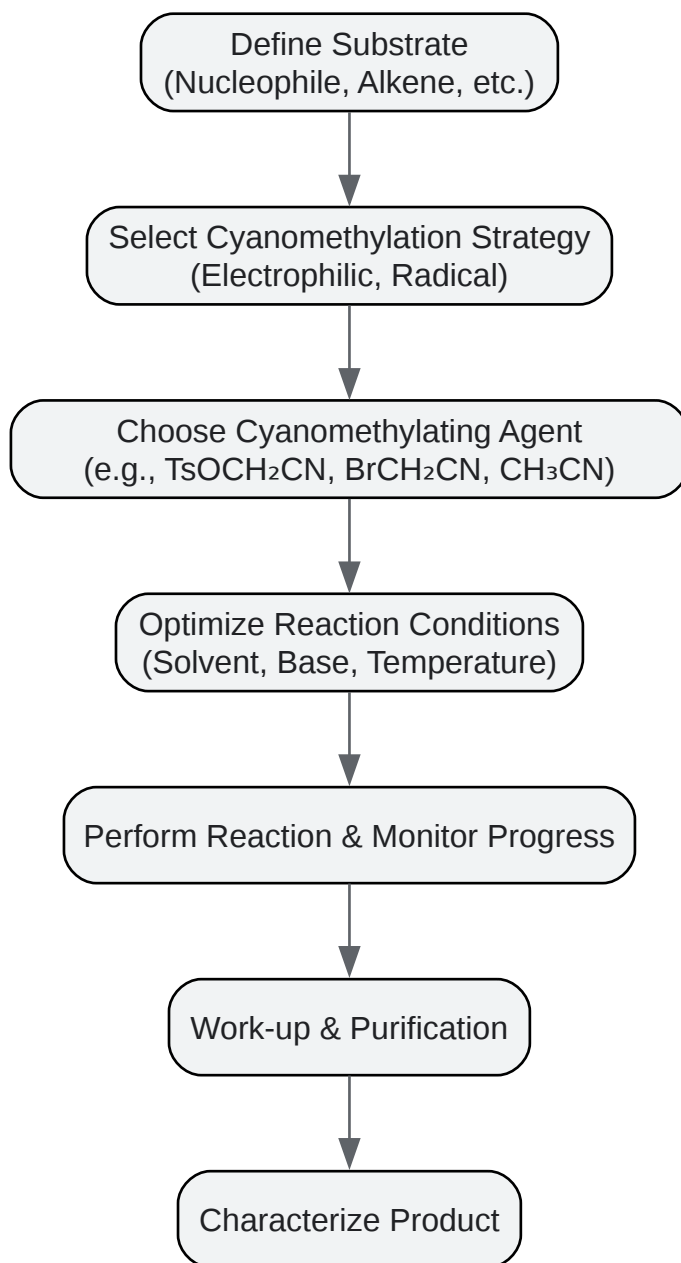 Define Substrate
(Nucleophile, Alkene, etc.)
Select Cyanomethylation Strategy
(Electrophilic, Radical)
Choose Cyanomethylating Agent
(e.g., TsOCH₂CN, BrCH₂CN, CH₃CN)
Optimize Reaction Conditions
(Solvent, Base, Temperature)
Perform Reaction & Monitor Progress
Work-up & Purification
Characterize Product